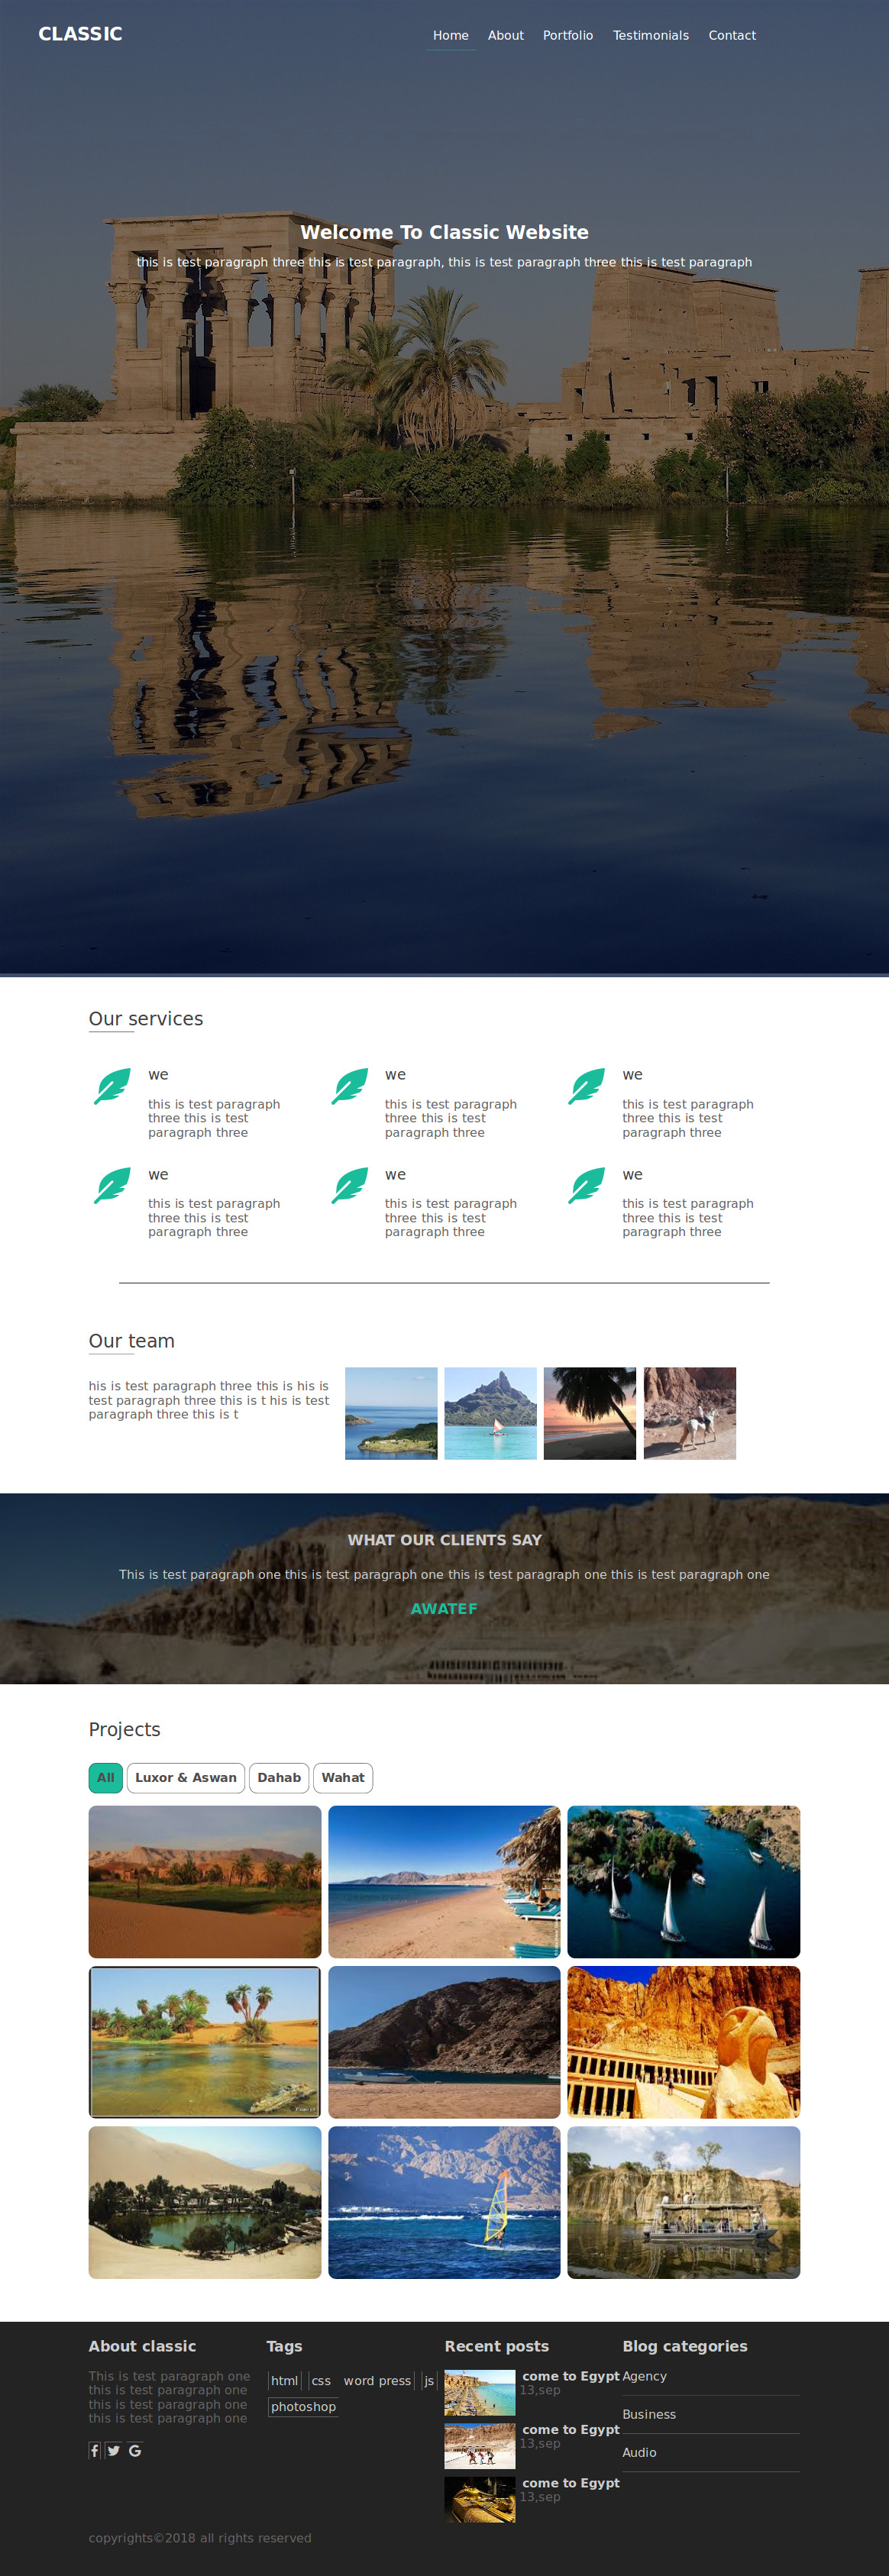 CLASSIC
Home About Portfolio Testimonials Contact
Welcome To Classic Website
this is test paragraph three this is test paragraph, this is test paragraph three this is test paragraph
Our services
we
this is test paragraph
three this is test
paragraph three
we
this is test paragraph
three this is test
paragraph three
we
this is test paragraph
three this is test
paragraph three
we
this is test paragraph
three this is test
paragraph three
we
this is test paragraph
three this is test
paragraph three
we
this is test paragraph
three this is test
paragraph three
Our team
his is test paragraph three this is his is
test paragraph three this is t his is test
paragraph three this is t
WHAT OUR CLIENTS SAY
This is test paragraph one this is test paragraph one this is test paragraph one this is test paragraph one
AWATEF
Projects
All Luxor & Aswan Dahab Wahat
About classic
This is test paragraph one
this is test paragraph one
this is test paragraph one
this is test paragraph one
Tags
html css word press js
photoshop
Recent posts
come to Egypt
13,sep
come to Egypt
13,sep
come to Egypt
13,sep
Blog categories
Agency
Business
Audio
copyrights©2018 all rights reserved